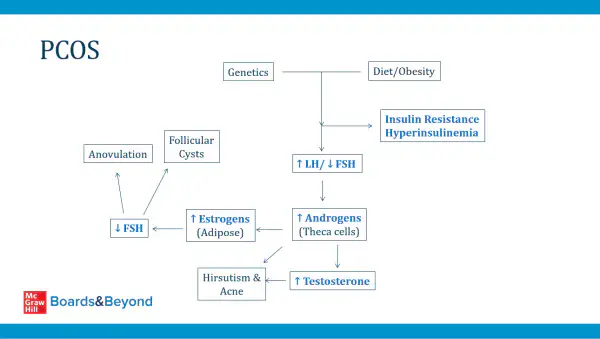 PCOS
Genetics
Diet/Obesity
Insulin Resistance
Hyperinsulinemia
Follicular
Cysts
Anovulation
↑LH/↓FSH
↑Estrogens
(Adipose)
↑Androgens
(Theca cells)
↓FSH
Hirsutism &
Acne
↑Testosterone
Mc
Graw
Hill
Boards&Beyond